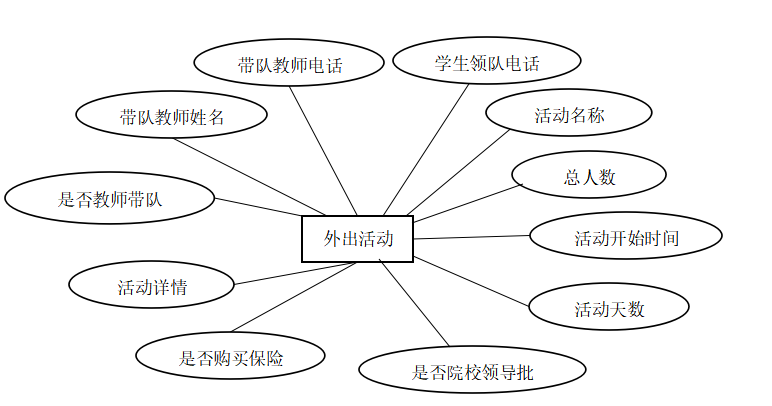 带队教师电话
学生领队电话
带队教师姓名
活动名称
总人数
是否教师带队
外出活动
活动开始时间
活动详情
活动天数
是否购买保险
是否院校领导批